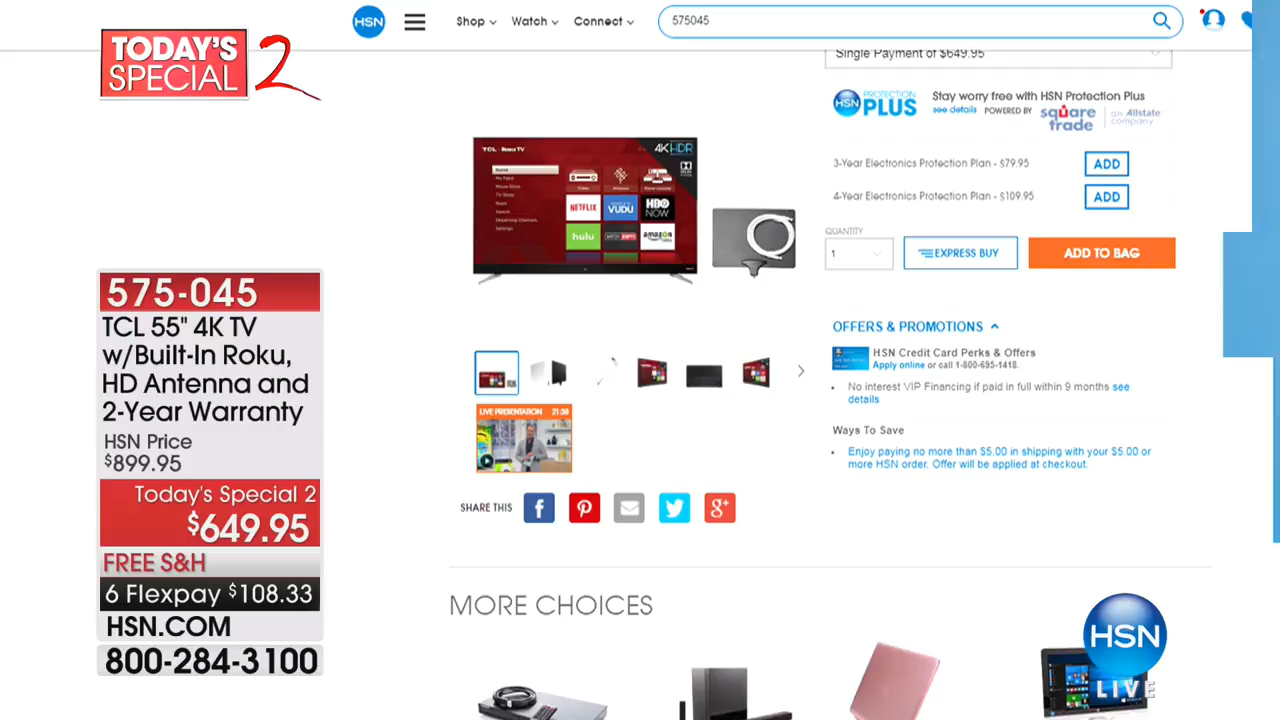 TODAY'S
SPECIAL 2
HSN
Shop
Watch
Connect
575045
Single Payment of $649.95
HSN PROTECTION PLUS
Stay worry free with HSN Protection Plus
see details POWERED BY square trade an Allstate company
3-Year Electronics Protection Plan - $79.95
ADD
4-Year Electronics Protection Plan - $109.95
ADD
QUANTITY
1
EXPRESS BUY
ADD TO BAG
TCL · Roku TV
4K HDR
NETFLIX
VUDU
HBO NOW
hulu
amazon
OFFERS & PROMOTIONS
HSN Credit Card Perks & Offers
Apply online or call 1-800-695-1418.
No interest VIP Financing if paid in full within 9 months see
details
Ways To Save
Enjoy paying no more than $5.00 in shipping with your $5.00 or
more HSN order. Offer will be applied at checkout.
LIVE PRESENTATION 21:30
SHARE THIS
MORE CHOICES
575-045
TCL 55" 4K TV
w/Built-In Roku,
HD Antenna and
2-Year Warranty
HSN Price
$899.95
Today's Special 2
$649.95
FREE S&H
6 Flexpay $108.33
HSN.COM
800-284-3100
HSN
LIVE